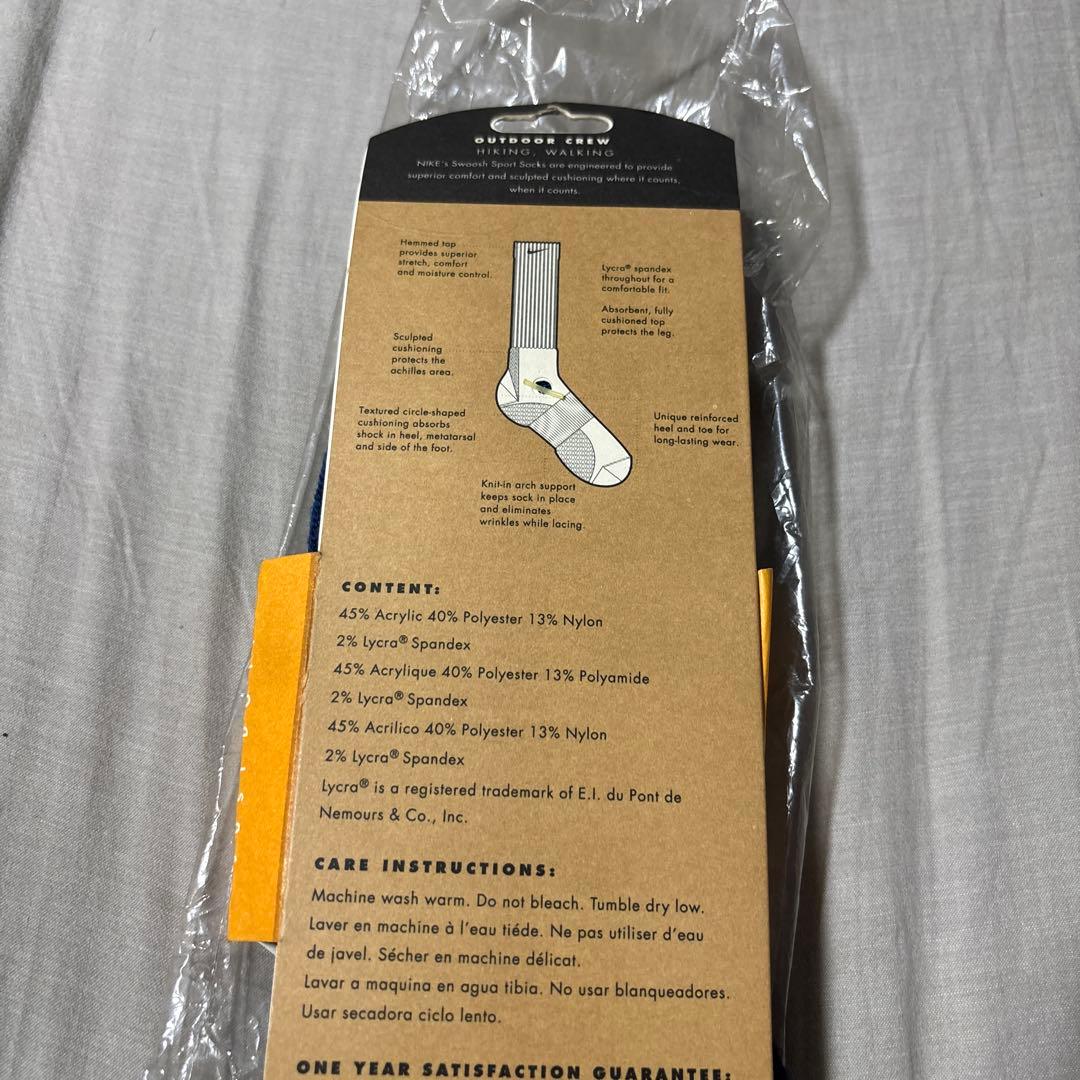 OUTDOOR CREW
HIKING, WALKING
NIKE's Swoosh Sport Socks are engineered to provide
superior comfort and sculpted cushioning where it counts,
when it counts.
Hemmed top
provides superior
stretch, comfort
and moisture control.
Lycra® spandex
throughout for a
comfortable fit.
Absorbent, fully
cushioned top
protects the leg.
Sculpted
cushioning
protects the
achilles area.
Textured circle-shaped
cushioning absorbs
shock in heel, metatarsal
and side of the foot.
Unique reinforced
heel and toe for
long-lasting wear.
Knit-in arch support
keeps sock in place
and eliminates
wrinkles while lacing.
CONTENT:
45% Acrylic 40% Polyester 13% Nylon
2% Lycra® Spandex
45% Acrylique 40% Polyester 13% Polyamide
2% Lycra® Spandex
45% Acrilico 40% Polyester 13% Nylon
2% Lycra® Spandex
Lycra® is a registered trademark of E.I. du Pont de
Nemours & Co., Inc.
CARE INSTRUCTIONS:
Machine wash warm. Do not bleach. Tumble dry low.
Laver en machine à l'eau tiéde. Ne pas utiliser d'eau
de javel. Sécher en machine délicat.
Lavar a maquina en agua tibia. No usar blanqueadores.
Usar secadora ciclo lento.
ONE YEAR SATISFACTION GUARANTEE: